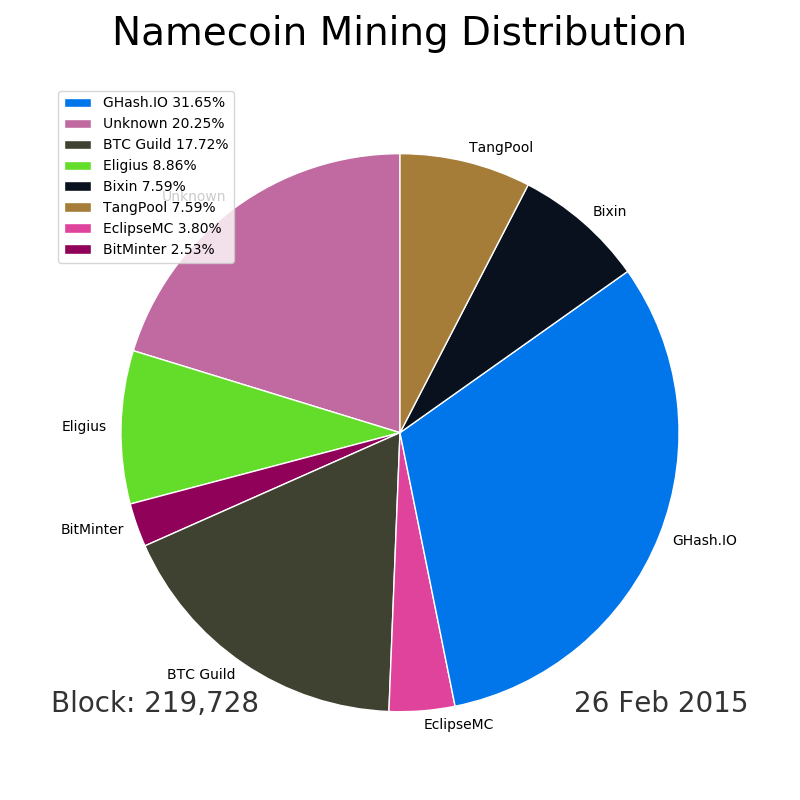 Namecoin Mining Distribution
GHash.IO 31.65%
Unknown 20.25%
BTC Guild 17.72%
Eligius 8.86%
Bixin 7.59%
TangPool 7.59%
EclipseMC 3.80%
BitMinter 2.53%
TangPool
Unknown
Bixin
Eligius
BitMinter
GHash.IO
BTC Guild
EclipseMC
Block: 219,728
26 Feb 2015